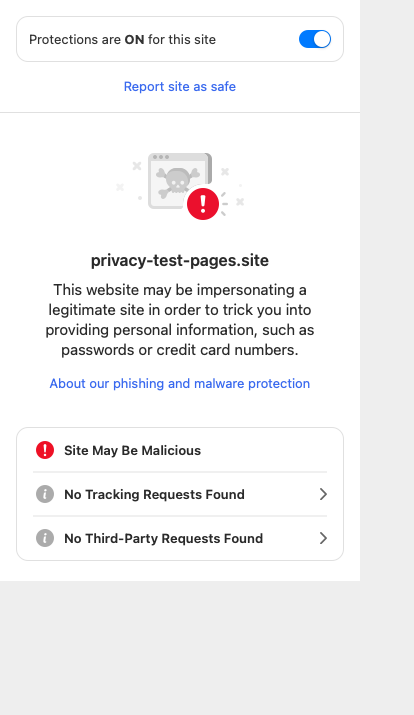 Protections are ON for this site
Report site as safe
privacy-test-pages.site
This website may be impersonating a
legitimate site in order to trick you into
providing personal information, such as
passwords or credit card numbers.
About our phishing and malware protection
Site May Be Malicious
No Tracking Requests Found
No Third-Party Requests Found